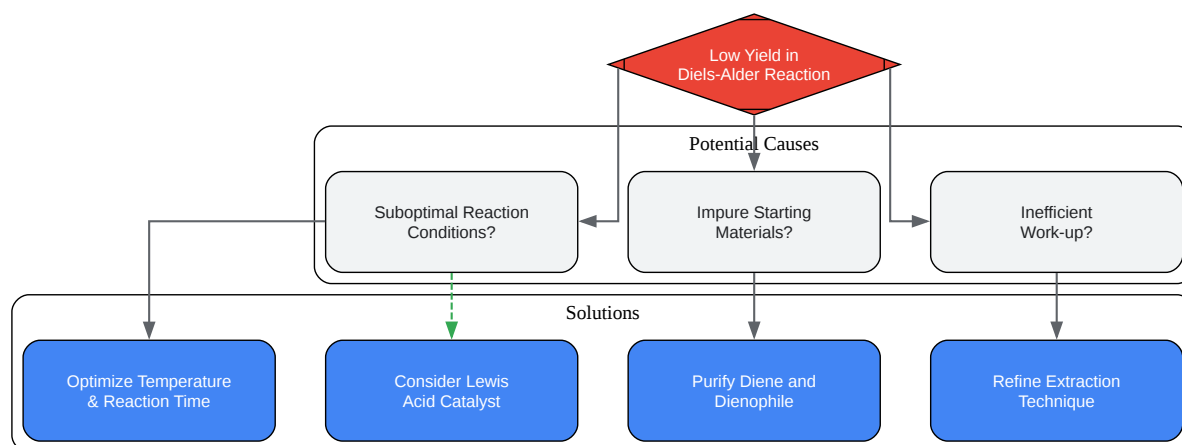 Low Yield in
Diels-Alder Reaction
Potential Causes
Suboptimal Reaction
Conditions?
Impure Starting
Materials?
Inefficient
Work-up?
Solutions
Optimize Temperature
& Reaction Time
Consider Lewis
Acid Catalyst
Purify Diene and
Dienophile
Refine Extraction
Technique